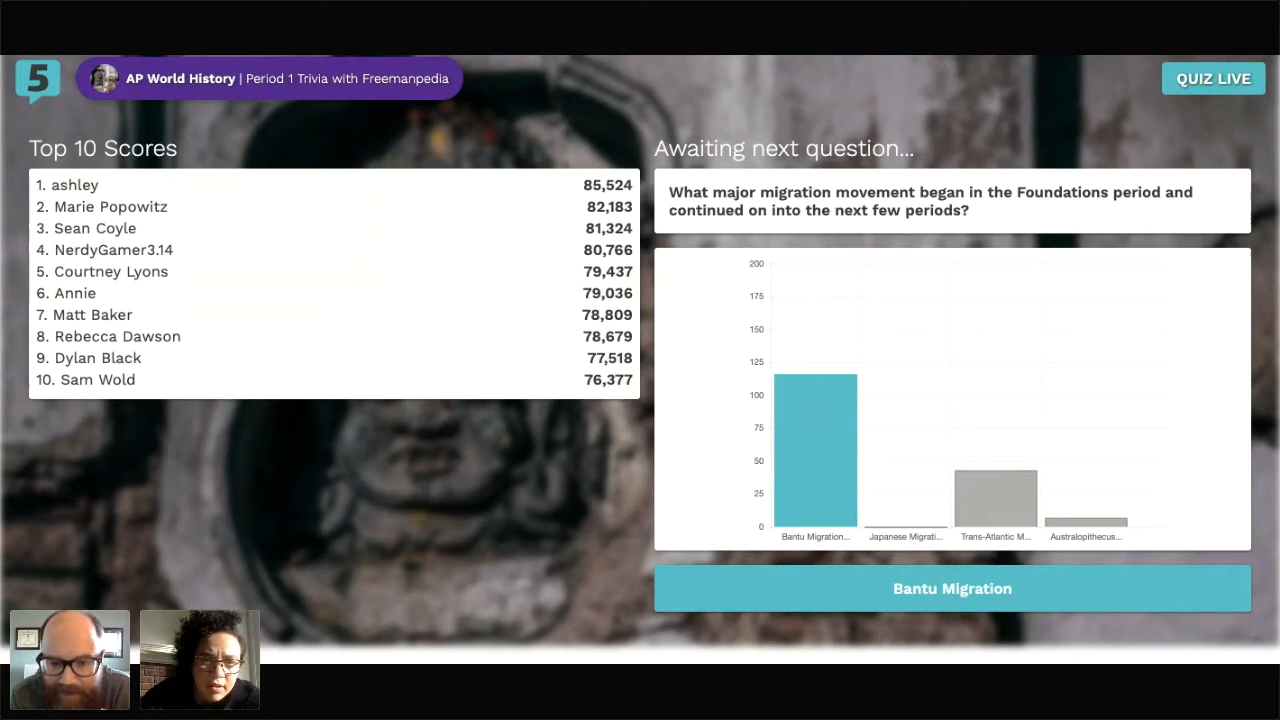 5
AP World History | Period 1 Trivia with Freemanpedia
QUIZ LIVE
Top 10 Scores
1. ashley 85,524
2. Marie Popowitz 82,183
3. Sean Coyle 81,324
4. NerdyGamer3.14 80,766
5. Courtney Lyons 79,437
6. Annie 79,036
7. Matt Baker 78,809
8. Rebecca Dawson 78,679
9. Dylan Black 77,518
10. Sam Wold 76,377
Awaiting next question...
What major migration movement began in the Foundations period and
continued on into the next few periods?
200
175
150
125
100
75
50
25
0
Bantu Migration... Japanese Migrati... Trans-Atlantic M... Australopithecus...
Bantu Migration